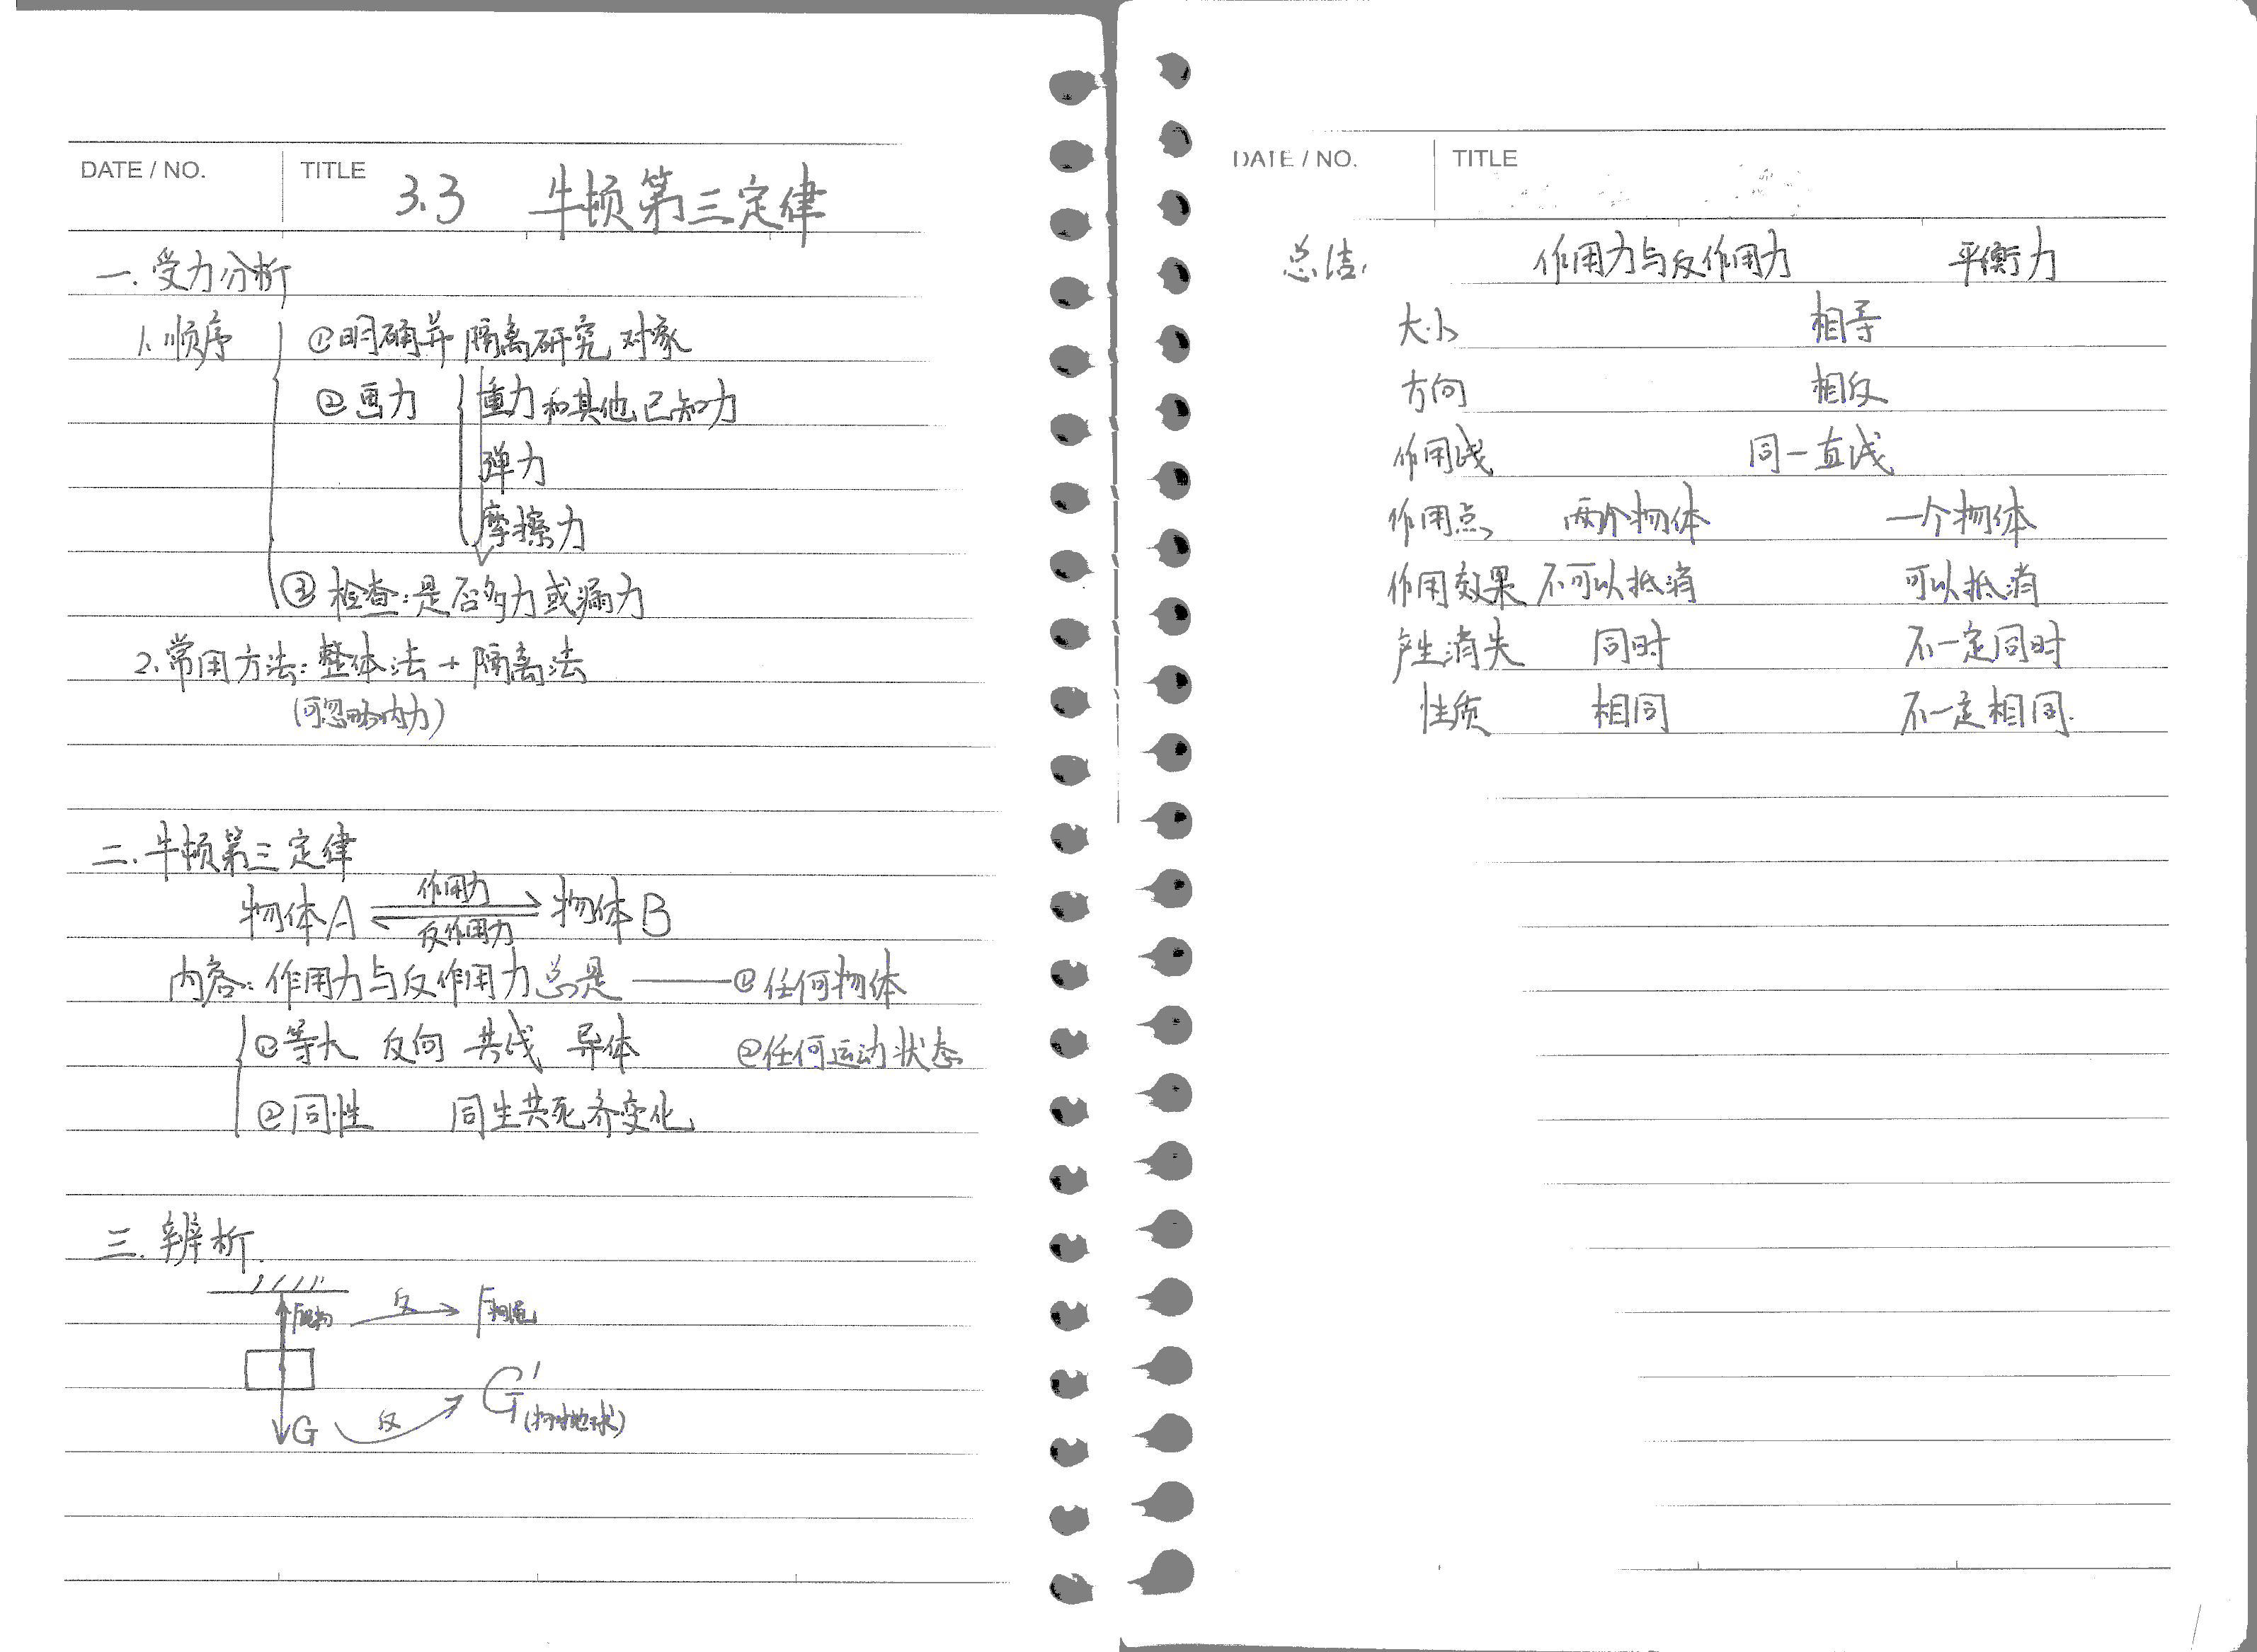 DATE / NO.
TITLE
3.3 牛顿第三定律
一. 受力分析
1. 顺序
①明确并隔离研究对象
②画力
重力和其他已知力
弹力
摩擦力
③检查:是否多力或漏力
2. 常用方法:整体法 + 隔离法
(可忽略内力)
二. 牛顿第三定律
作用力
物体A 物体B
反作用力
内容:作用力与反作用力总是——①任何物体
①等大 反向 共线 异体 ②任何运动状态
②同性 同生共死齐变化
三. 辨析.
F绳物 反 F物绳
G 反 G'(物对地球)
DATE / NO.
TITLE
总结: 作用力与反作用力 平衡力
大小 相等
方向 相反
作用线 同一直线
作用点 两个物体 一个物体
作用效果 不可以抵消 可以抵消
产生消失 同时 不一定同时
性质 相同 不一定相同.